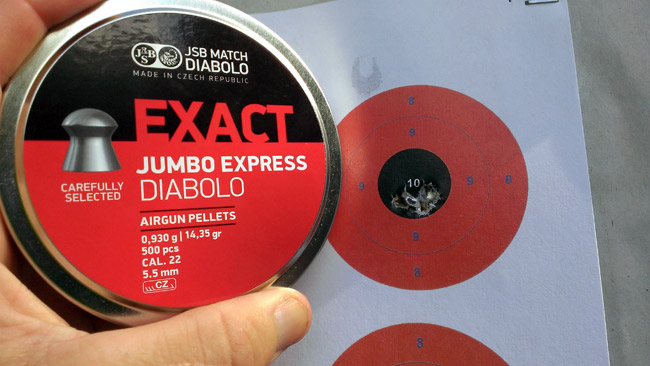 JSB
JSB MATCH
DIABOLO
MADE IN CZECH REPUBLIC
EXACT
JUMBO EXPRESS
DIABOLO
CAREFULLY
SELECTED
AIRGUN PELLETS
0,930 g | 14,35 gr
500 pcs
CAL. 22
5.5 mm
CZ
8
9
10
9
9
8
9
8
8
9